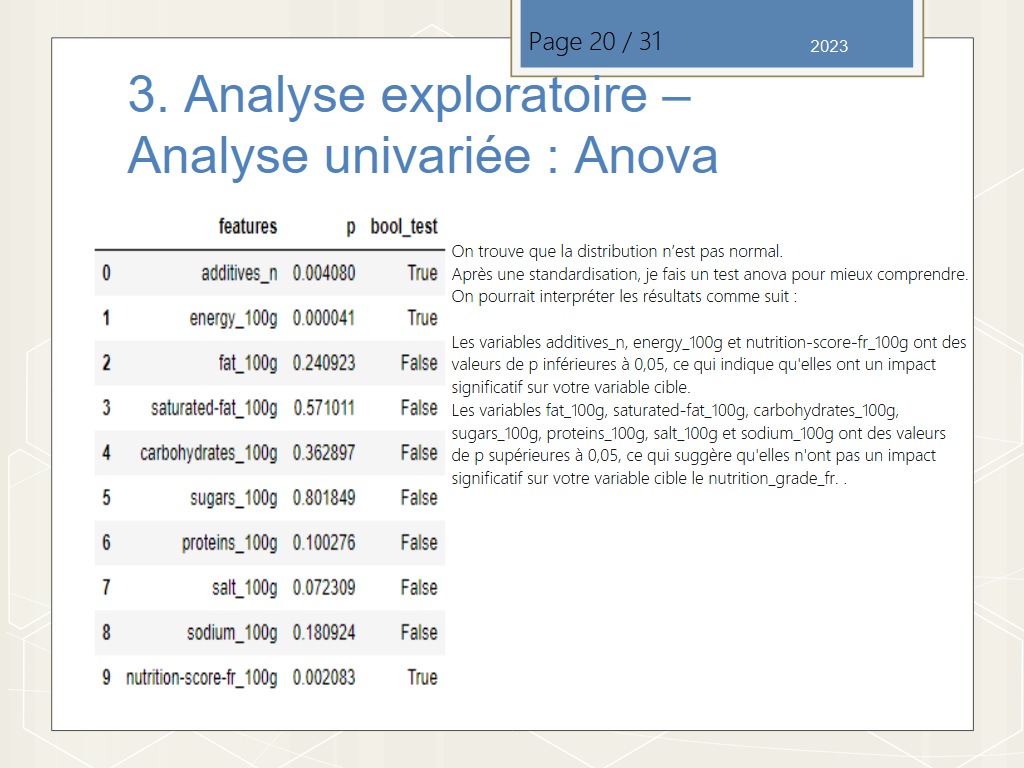 Page 20 / 31
2023
3. Analyse exploratoire –
Analyse univariée : Anova
features p bool_test
0 additives_n 0.004080 True
1 energy_100g 0.000041 True
2 fat_100g 0.240923 False
3 saturated-fat_100g 0.571011 False
4 carbohydrates_100g 0.362897 False
5 sugars_100g 0.801849 False
6 proteins_100g 0.100276 False
7 salt_100g 0.072309 False
8 sodium_100g 0.180924 False
9 nutrition-score-fr_100g 0.002083 True
On trouve que la distribution n’est pas normal.
Après une standardisation, je fais un test anova pour mieux comprendre.
On pourrait interpréter les résultats comme suit :
Les variables additives_n, energy_100g et nutrition-score-fr_100g ont des
valeurs de p inférieures à 0,05, ce qui indique qu'elles ont un impact
significatif sur votre variable cible.
Les variables fat_100g, saturated-fat_100g, carbohydrates_100g,
sugars_100g, proteins_100g, salt_100g et sodium_100g ont des valeurs
de p supérieures à 0,05, ce qui suggère qu'elles n'ont pas un impact
significatif sur votre variable cible le nutrition_grade_fr. .